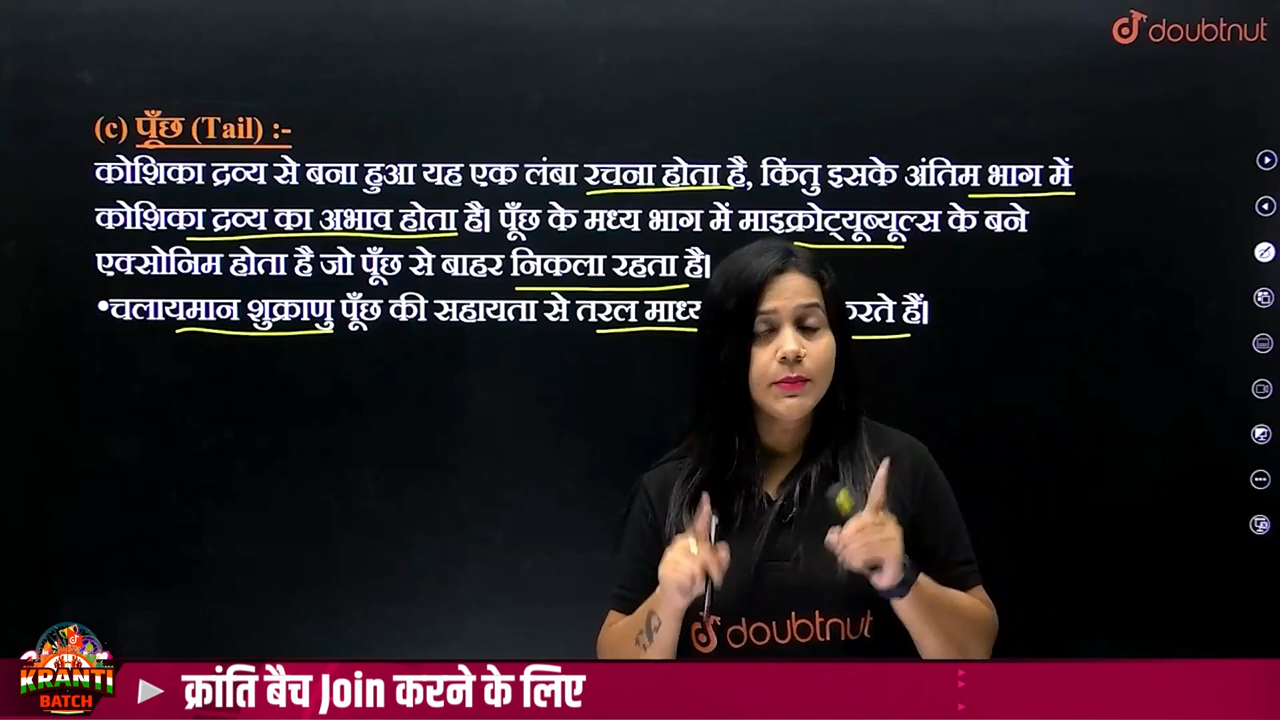 doubtnut
(c) पूँछ (Tail) :-
कोशिका द्रव्य से बना हुआ यह एक लंबा रचना होता है, किंतु इसके अंतिम भाग में
कोशिका द्रव्य का अभाव होता है। पूँछ के मध्य भाग में माइक्रोट्यूब्यूल्स के बने
एक्सोनिम होता है जो पूँछ से बाहर निकला रहता है।
•चलायमान शुक्राणु पूँछ की सहायता से तरल माध्य करते हैं।
doubtnut
KRANTI
BATCH
क्रांति बैच Join करने के लिए